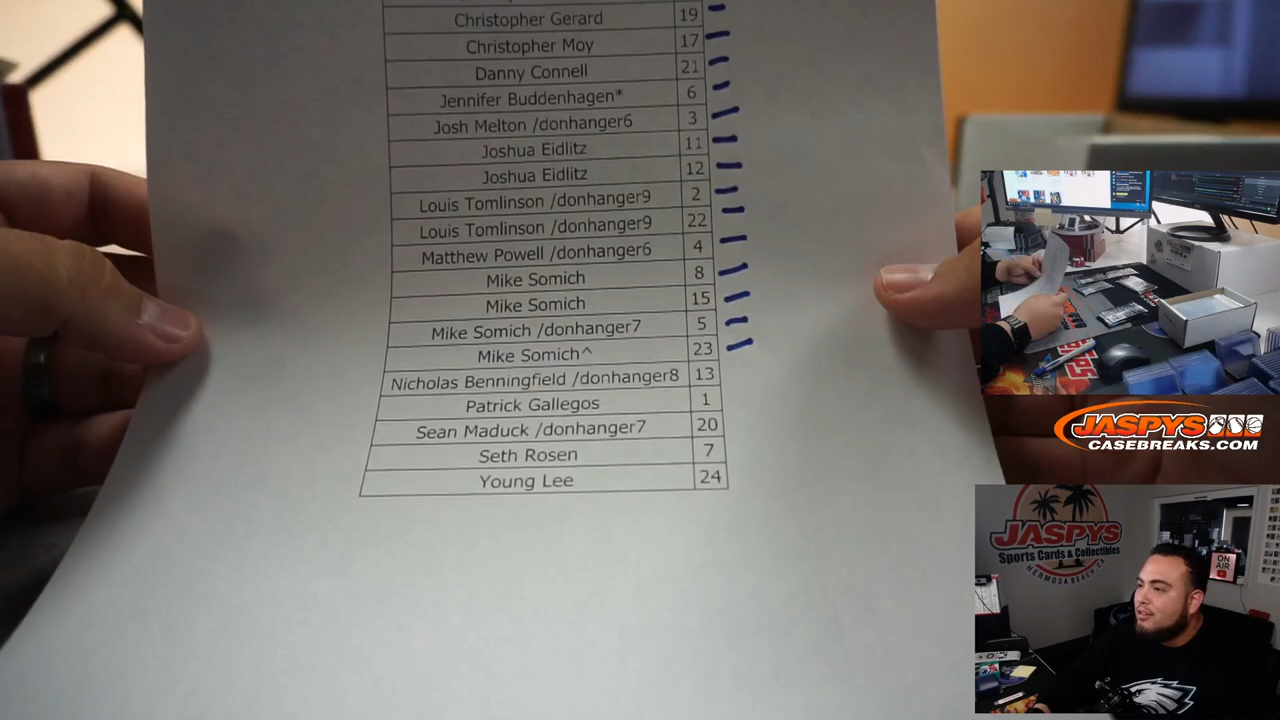 Christopher Gerard 19
Christopher Moy 17
Danny Connell 21
Jennifer Buddenhagen* 6
Josh Melton /donhanger6 3
Joshua Eidlitz 11
Joshua Eidlitz 12
Louis Tomlinson /donhanger9 2
Louis Tomlinson /donhanger9 22
Matthew Powell /donhanger6 4
Mike Somich 8
Mike Somich 15
Mike Somich /donhanger7 5
Mike Somich^ 23
Nicholas Benningfield /donhanger8 13
Patrick Gallegos 1
Sean Maduck /donhanger7 20
Seth Rosen 7
Young Lee 24
JASPYS
CASEBREAKS.COM
JASPYS
Sports Cards & Collectibles
HERMOSA BEACH, CA
ON
AIR